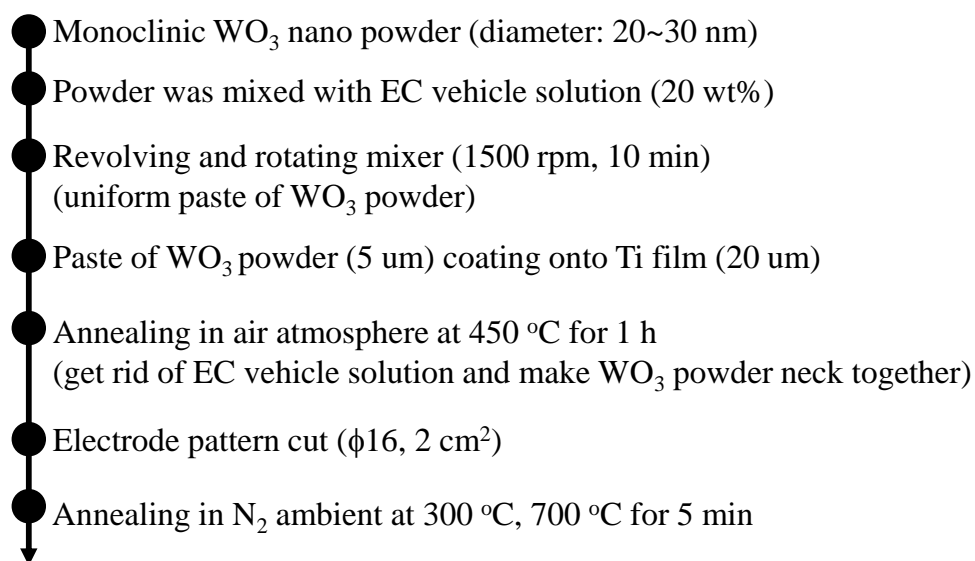 Monoclinic WO₃ nano powder (diameter: 20~30 nm)
Powder was mixed with EC vehicle solution (20 wt%)
Revolving and rotating mixer (1500 rpm, 10 min)
(uniform paste of WO₃ powder)
Paste of WO₃ powder (5 um) coating onto Ti film (20 um)
Annealing in air atmosphere at 450 ᵒC for 1 h
(get rid of EC vehicle solution and make WO₃ powder neck together)
Electrode pattern cut (ϕ16, 2 cm²)
Annealing in N₂ ambient at 300 ᵒC, 700 ᵒC for 5 min